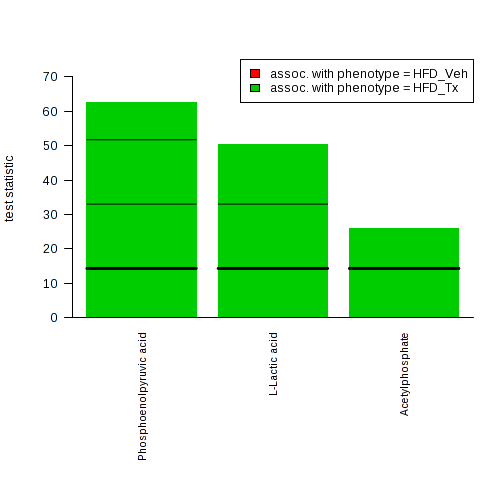 assoc. with phenotype = HFD_Veh
assoc. with phenotype = HFD_Tx
test statistic
70
60
50
40
30
20
10
0
Phosphoenolpyruvic acid
L-Lactic acid
Acetylphosphate